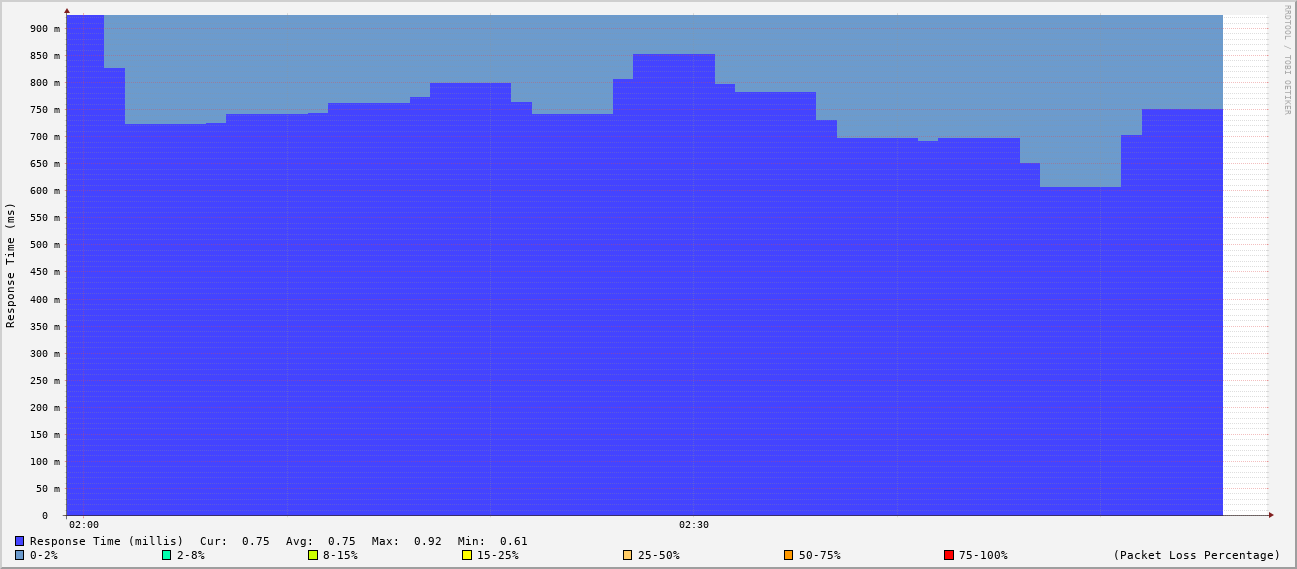 RRDTOOL / TOBI OETIKER
Response Time (ms)
900 m
850 m
800 m
750 m
700 m
650 m
600 m
550 m
500 m
450 m
400 m
350 m
300 m
250 m
200 m
150 m
100 m
50 m
0
02:00 02:30
Response Time (millis) Cur: 0.75 Avg: 0.75 Max: 0.92 Min: 0.61
0-2% 2-8% 8-15% 15-25% 25-50% 50-75% 75-100% (Packet Loss Percentage)